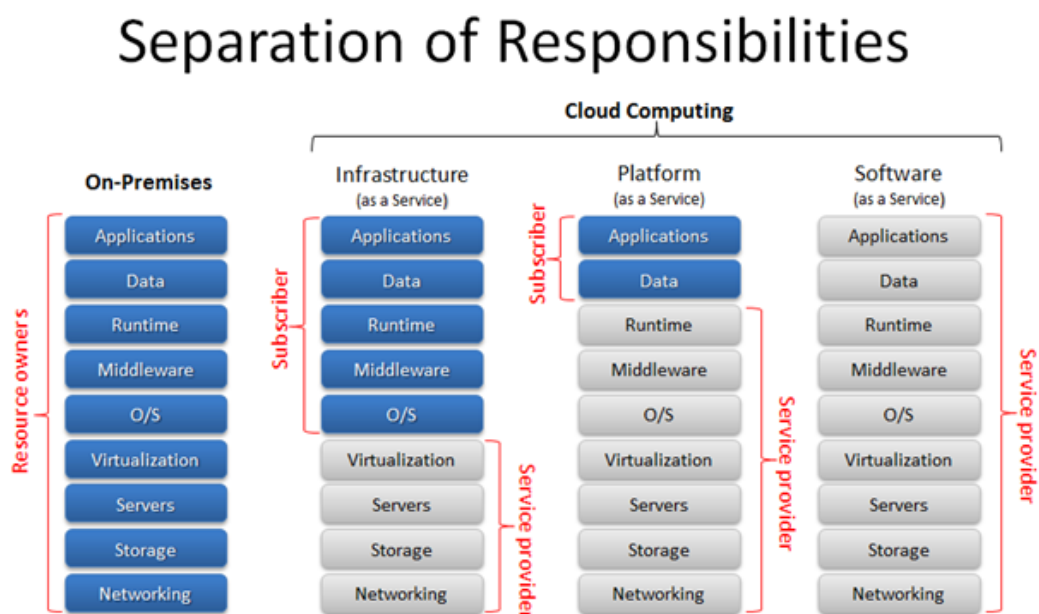 Separation of Responsibilities
Cloud Computing
On-Premises
Infrastructure
(as a Service)
Platform
(as a Service)
Software
(as a Service)
Resource owners
Applications
Data
Runtime
Middleware
O/S
Virtualization
Servers
Storage
Networking
Subscriber
Applications
Data
Runtime
Middleware
O/S
Virtualization
Servers
Storage
Networking
Service provider
Subscriber
Applications
Data
Runtime
Middleware
O/S
Virtualization
Servers
Storage
Networking
Service provider
Applications
Data
Runtime
Middleware
O/S
Virtualization
Servers
Storage
Networking
Service provider